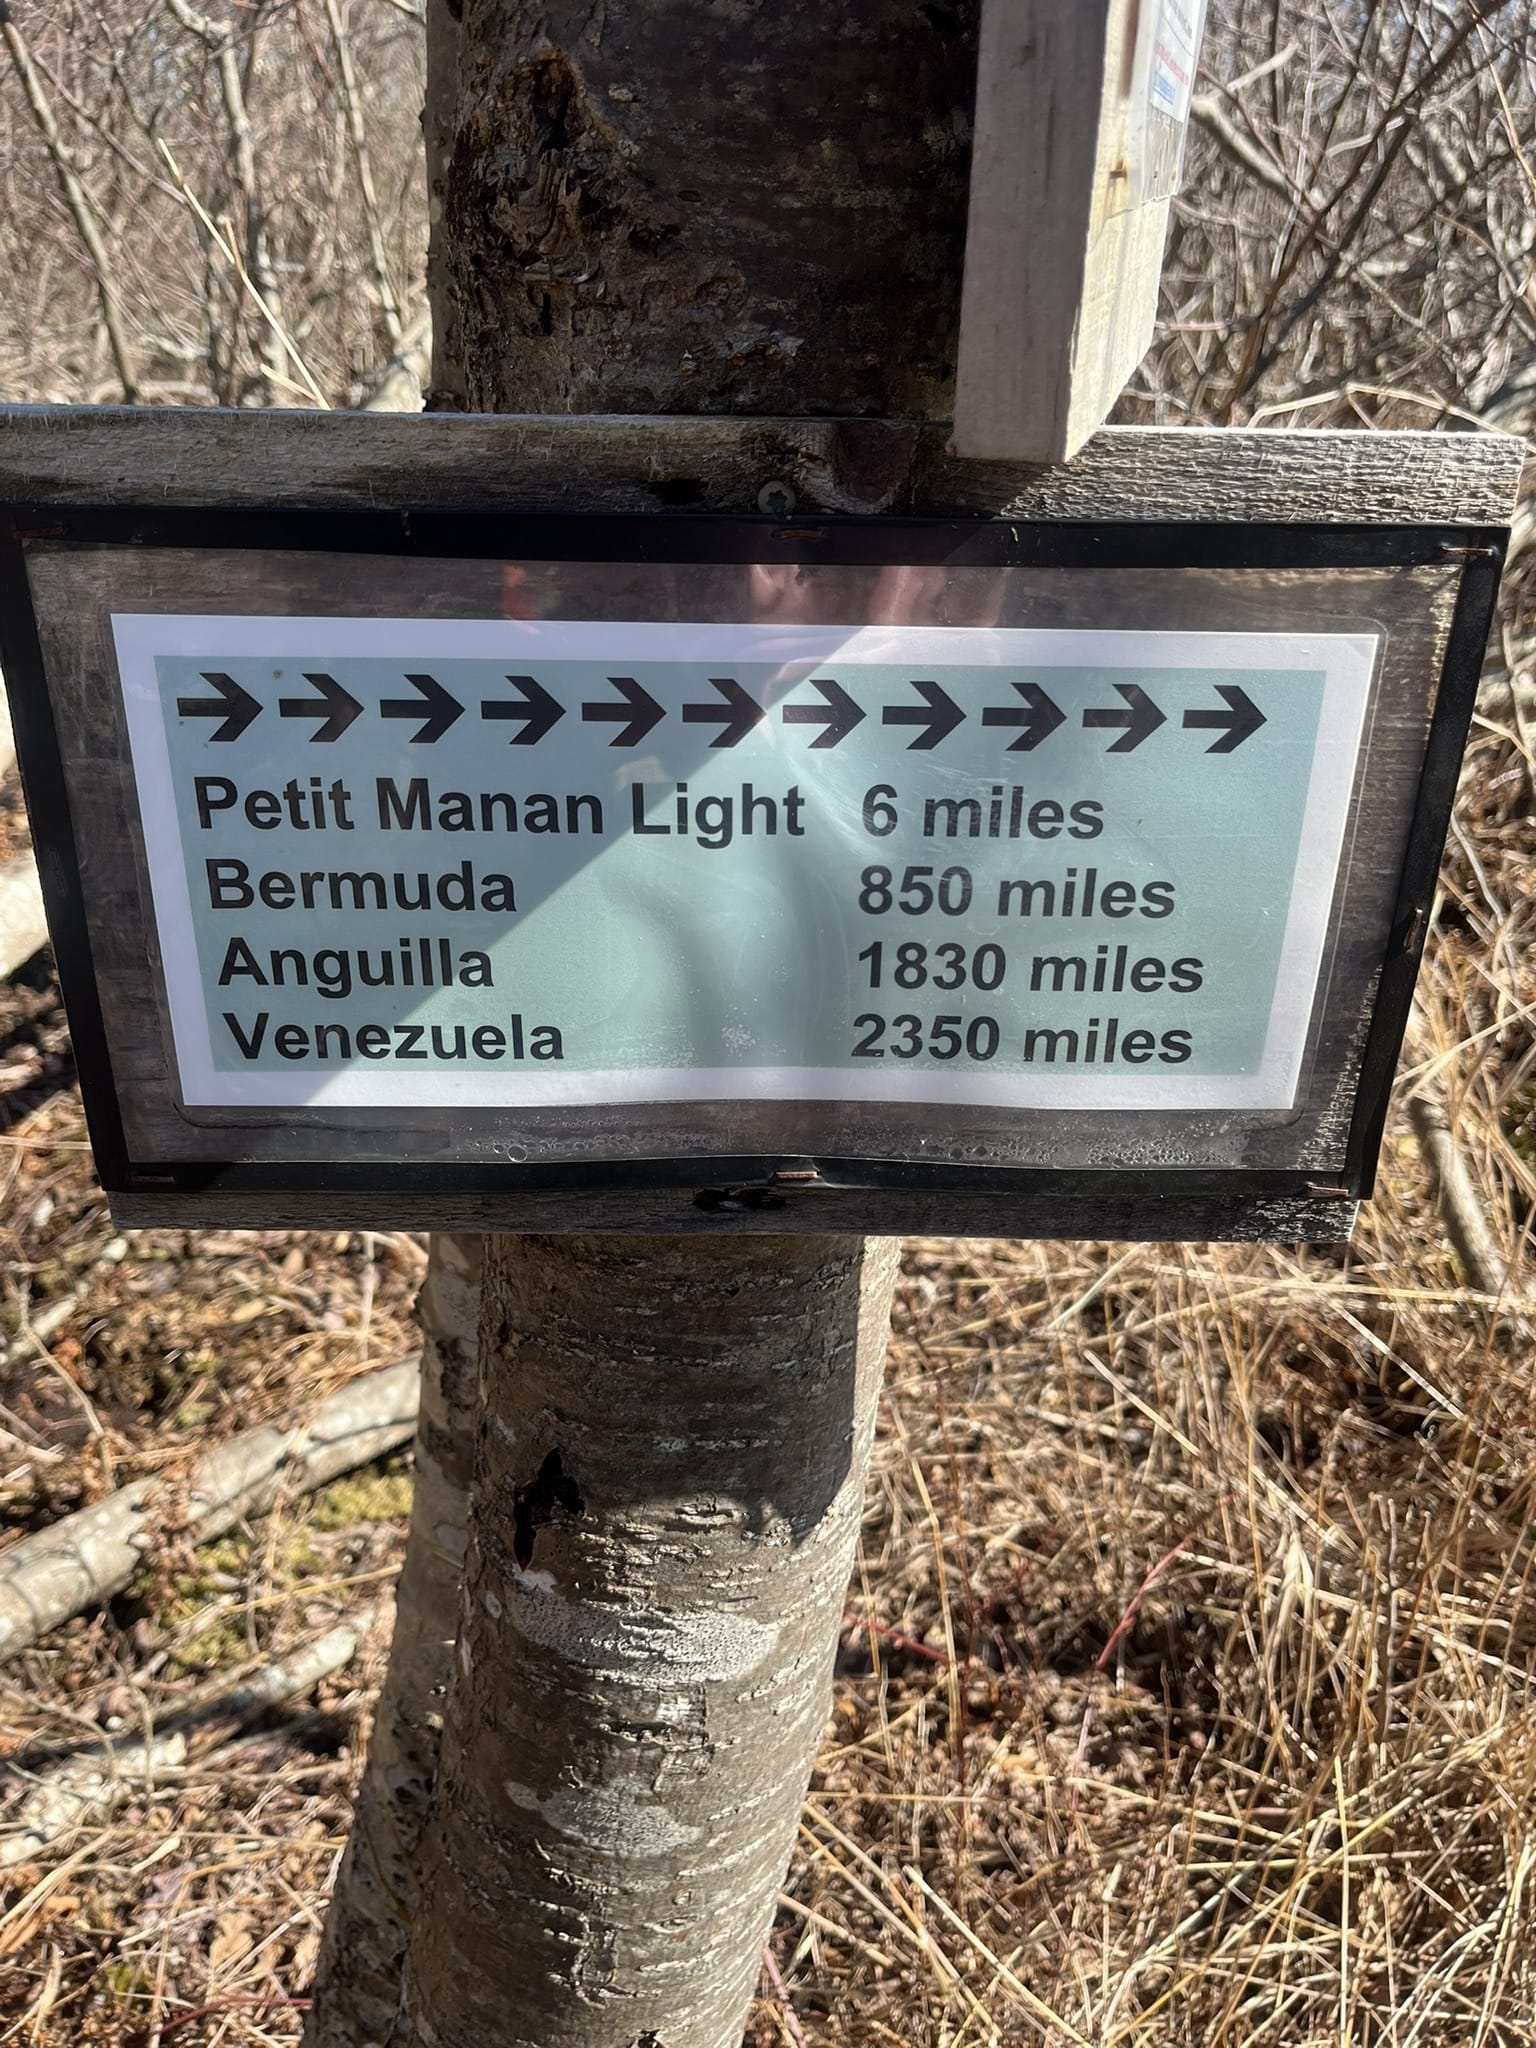 →→→→→→→→→→→
Petit Manan Light 6 miles
Bermuda 850 miles
Anguilla 1830 miles
Venezuela 2350 miles